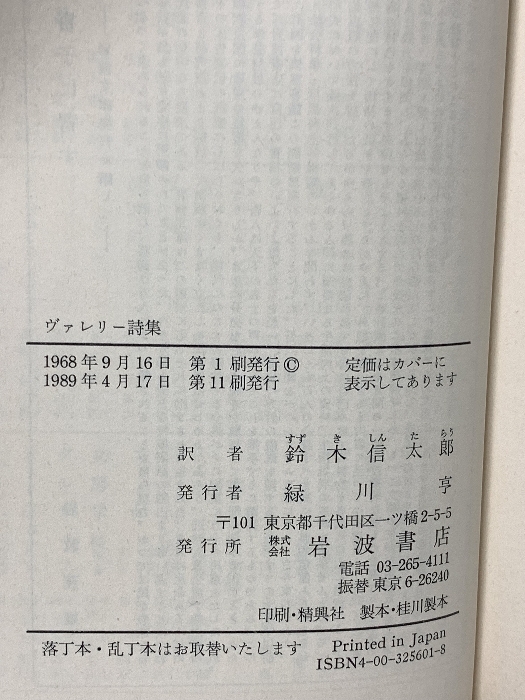 ヴァレリー詩集
1968年9月16日 第1刷発行©
1989年4月17日 第11刷発行
定価はカバーに
表示してあります
すず き しん た らう
訳者 鈴木信太郎
発行者 緑川亨
〒101 東京都千代田区一ツ橋2-5-5
発行所 株式会社 岩波書店
電話 03-265-4111
振替 東京6-26240
印刷・精興社 製本・桂川製本
落丁本・乱丁本はお取替いたします
Printed in Japan
ISBN4-00-325601-8